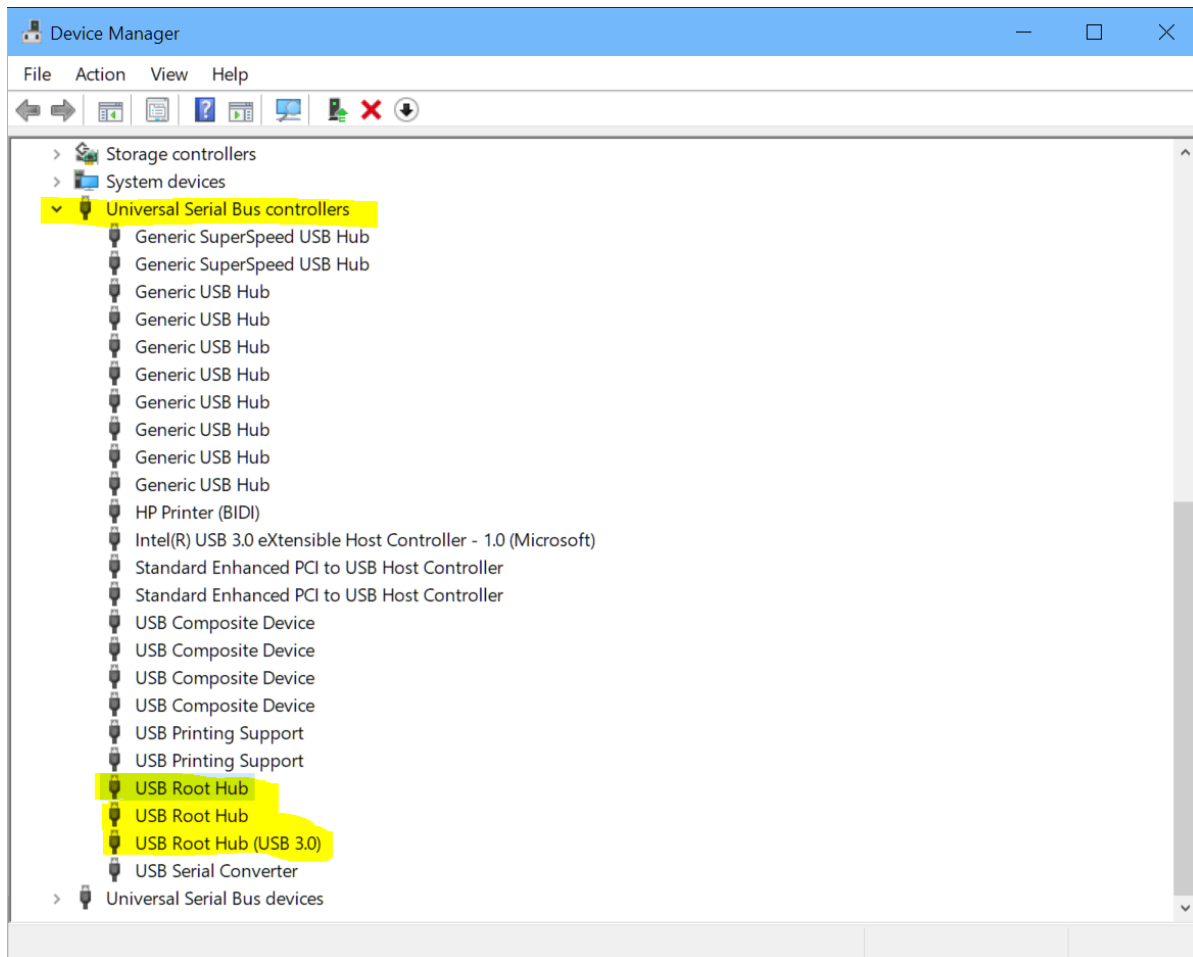 Device Manager
File Action View Help
Storage controllers
System devices
Universal Serial Bus controllers
Generic SuperSpeed USB Hub
Generic SuperSpeed USB Hub
Generic USB Hub
Generic USB Hub
Generic USB Hub
Generic USB Hub
Generic USB Hub
Generic USB Hub
Generic USB Hub
Generic USB Hub
HP Printer (BIDI)
Intel(R) USB 3.0 eXtensible Host Controller - 1.0 (Microsoft)
Standard Enhanced PCI to USB Host Controller
Standard Enhanced PCI to USB Host Controller
USB Composite Device
USB Composite Device
USB Composite Device
USB Composite Device
USB Printing Support
USB Printing Support
USB Root Hub
USB Root Hub
USB Root Hub (USB 3.0)
USB Serial Converter
Universal Serial Bus devices